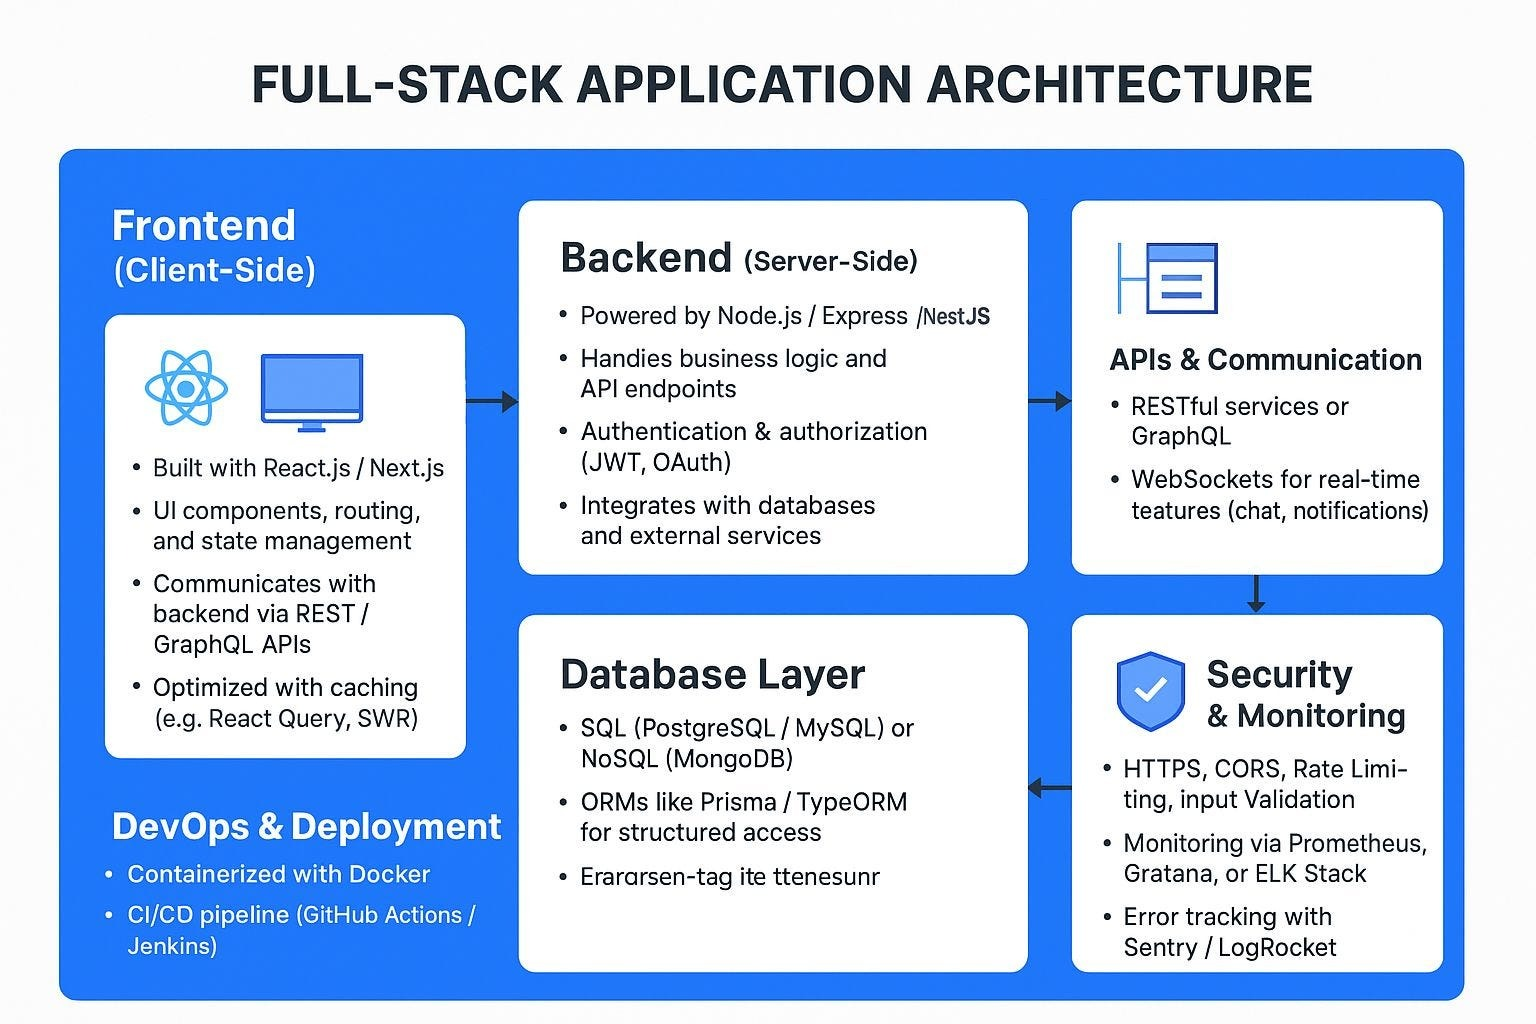 FULL-STACK APPLICATION ARCHITECTURE
Frontend
(Client-Side)
• Built with React.js / Next.js
• UI components, routing,
and state management
• Communicates with
backend via REST /
GraphQL APIs
• Optimized with caching
(e.g. React Query, SWR)
DevOps & Deployment
• Containerized with Docker
• CI/CD pipeline (GitHub Actions /
Jenkins)
Backend (Server-Side)
• Powered by Node.js / Express /NestJS
• Handies business logic and
API endpoints
• Authentication & authorization
(JWT, OAuth)
• Integrates with databases
and external services
APIs & Communication
• RESTful services or
GraphQL
• WebSockets for real-time
teatures (chat, notifications)
Database Layer
• SQL (PostgreSQL / MySQL) or
NoSQL (MongoDB)
• ORMs like Prisma / TypeORM
for structured access
• Erararsen-tag ite ttenesunr
Security
& Monitoring
• HTTPS, CORS, Rate Limi-
ting, input Validation
• Monitoring via Prometheus,
Gratana, or ELK Stack
• Error tracking with
Sentry / LogRocket